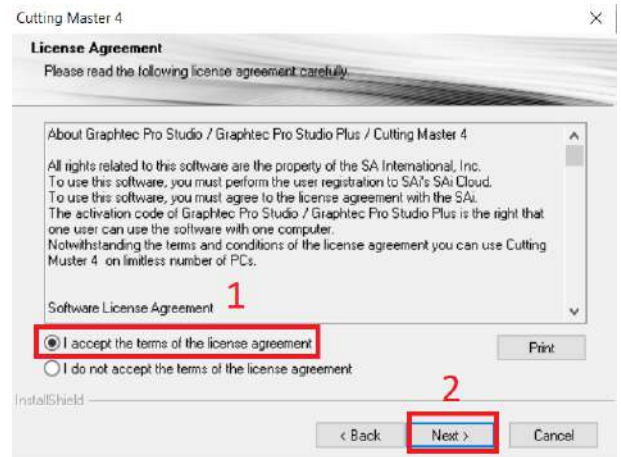 Cutting Master 4
License Agreement
Please read the following license agreement carefully.
About Graphtec Pro Studio / Graphtec Pro Studio Plus / Cutting Master 4
All rights related to this software are the property of the SA International, Inc.
To use this software, you must perform the user registration to SAi's SAi Cloud.
To use this software, you must agree to the license agreement with the SAi.
The activation code of Graphtec Pro Studio / Graphtec Pro Studio Plus is the right that
one user can use the software with one computer.
Notwithstanding the terms and conditions of the license agreement you can use Cutting
Muster 4 on limitless number of PCs.
Software License Agreement
1
I accept the terms of the license agreement
Print
I do not accept the terms of the license agreement
2
InstallShield
< Back Next > Cancel